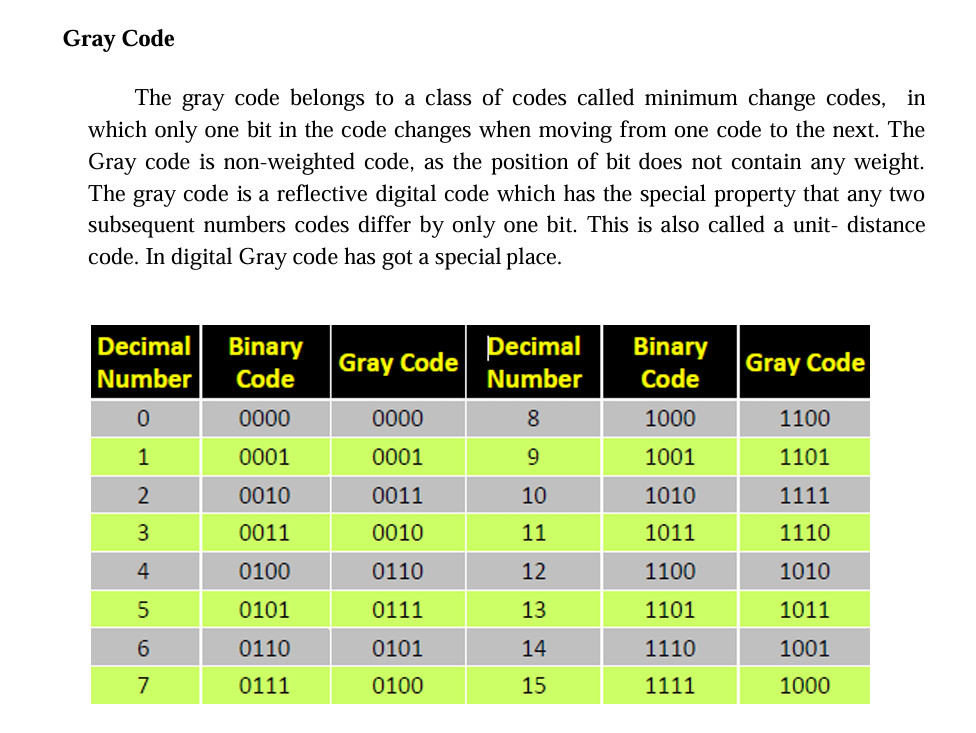 Gray Code
The gray code belongs to a class of codes called minimum change codes, in
which only one bit in the code changes when moving from one code to the next. The
Gray code is non-weighted code, as the position of bit does not contain any weight.
The gray code is a reflective digital code which has the special property that any two
subsequent numbers codes differ by only one bit. This is also called a unit- distance
code. In digital Gray code has got a special place.
Decimal Number Binary Code Gray Code Decimal Number Binary Code Gray Code
0 0000 0000 8 1000 1100
1 0001 0001 9 1001 1101
2 0010 0011 10 1010 1111
3 0011 0010 11 1011 1110
4 0100 0110 12 1100 1010
5 0101 0111 13 1101 1011
6 0110 0101 14 1110 1001
7 0111 0100 15 1111 1000